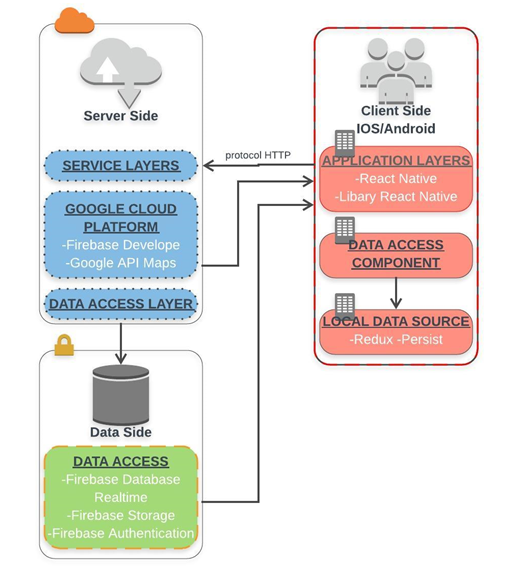 Server Side
SERVICE LAYERS
GOOGLE CLOUD
PLATFORM
-Firebase Develope
-Google API Maps
DATA ACCESS LAYER
Data Side
DATA ACCESS
-Firebase Database
Realtime
-Firebase Storage
-Firebase Authentication
protocol HTTP
Client Side
IOS/Android
APPLICATION LAYERS
-React Native
-Libary React Native
DATA ACCESS
COMPONENT
LOCAL DATA SOURCE
-Redux -Persist